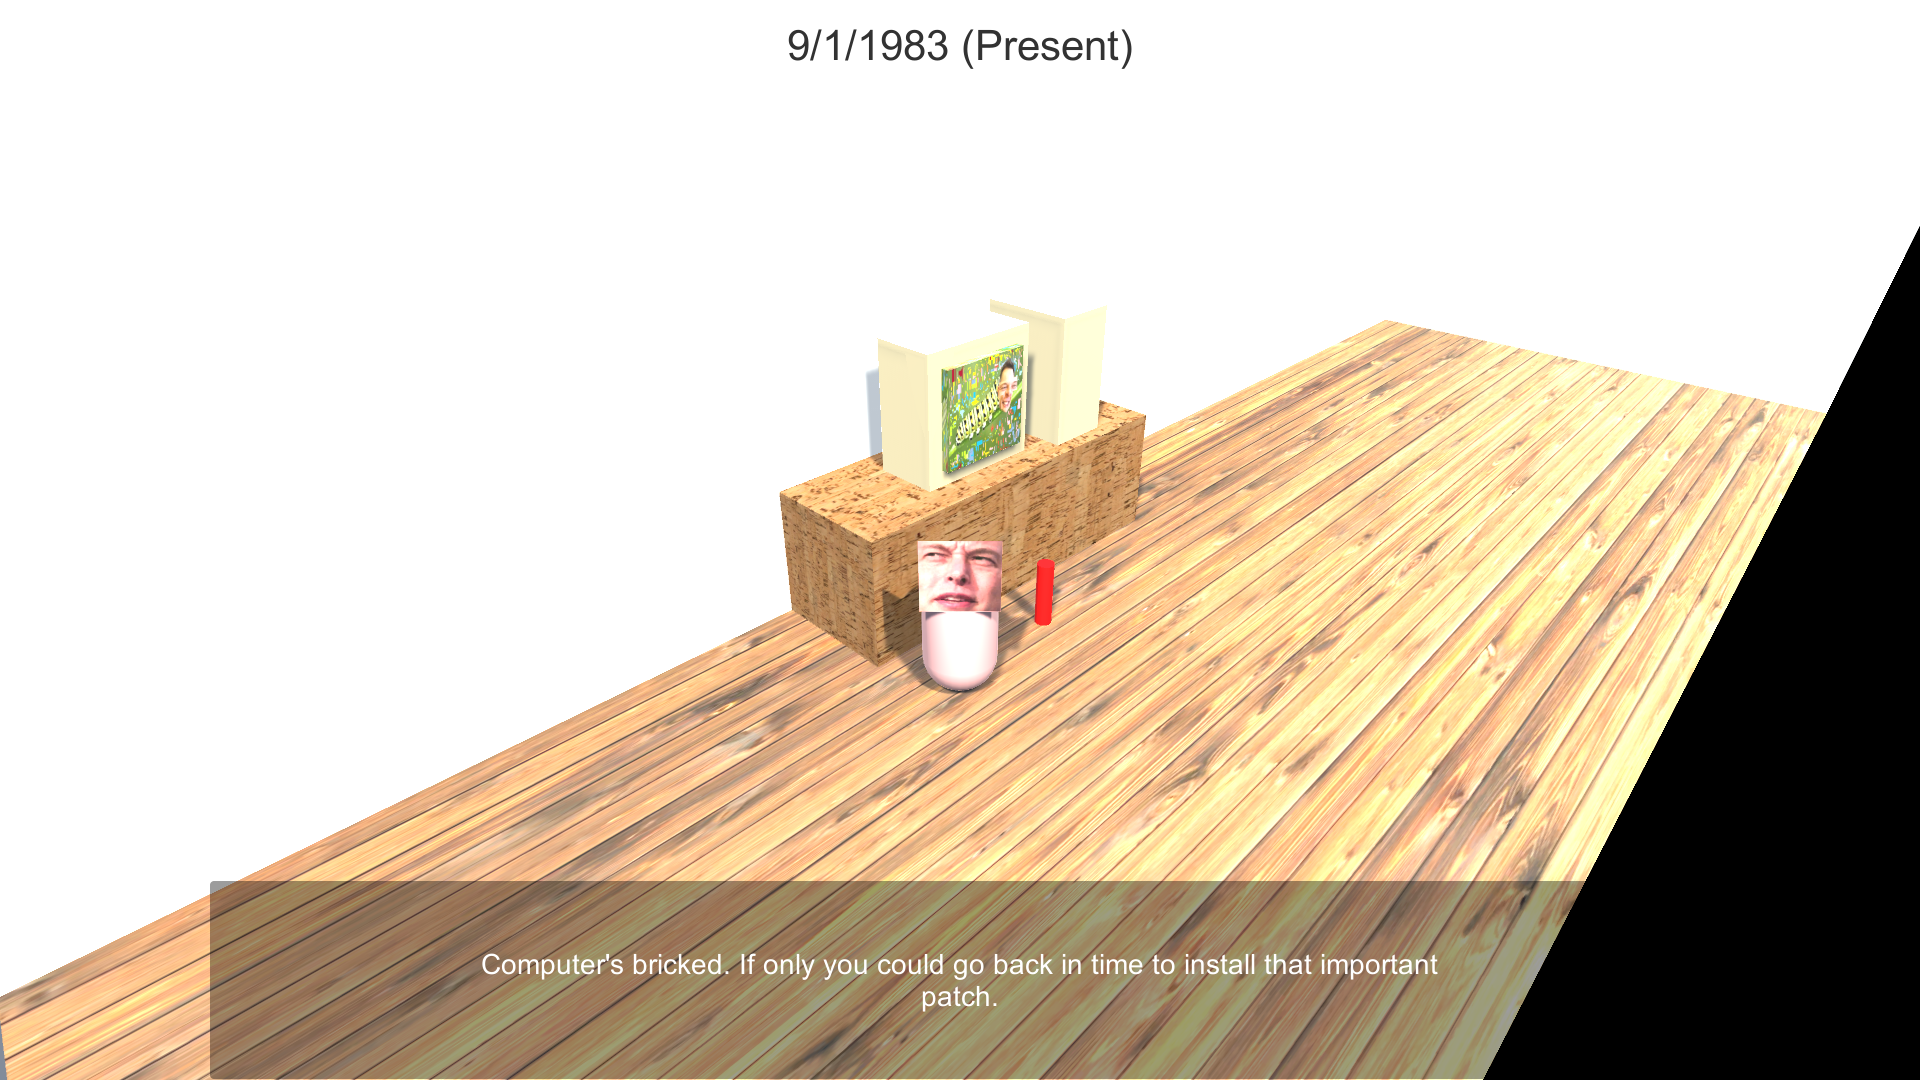 9/1/1983 (Present)
Computer's bricked. If only you could go back in time to install that important
patch.